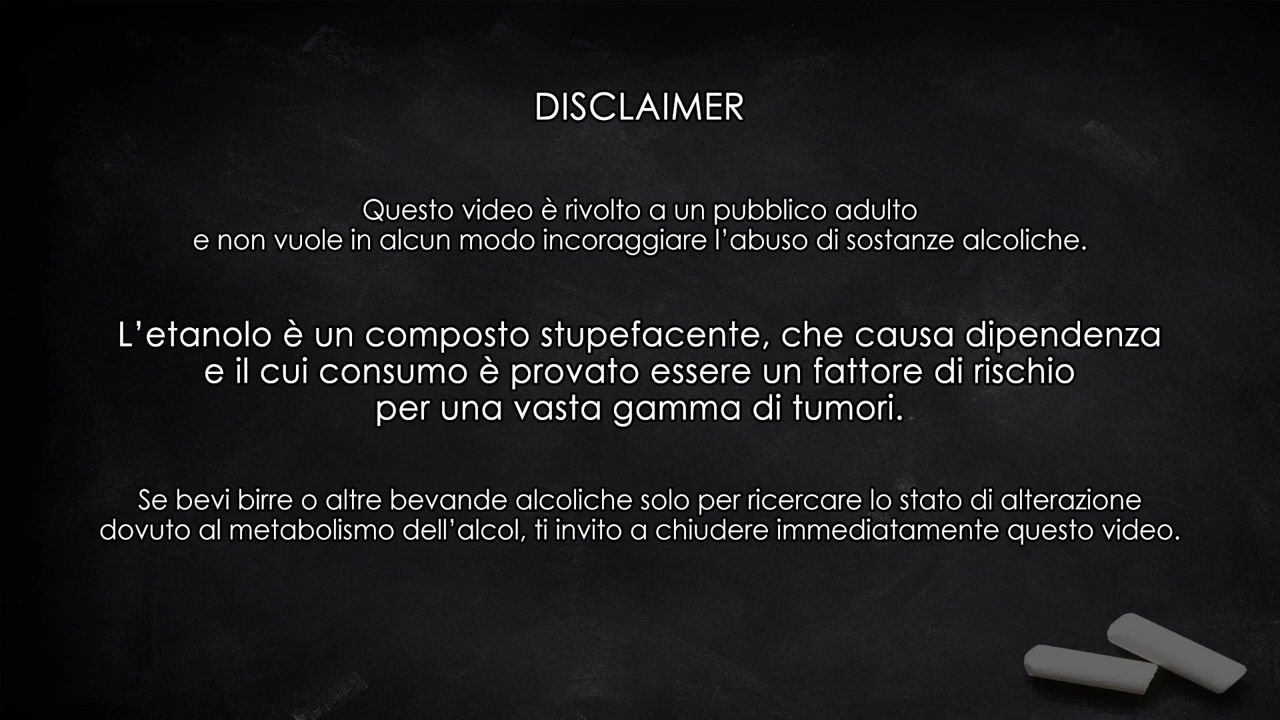 DISCLAIMER
Questo video è rivolto a un pubblico adulto
e non vuole in alcun modo incoraggiare l’abuso di sostanze alcoliche.
L’etanolo è un composto stupefacente, che causa dipendenza
e il cui consumo è provato essere un fattore di rischio
per una vasta gamma di tumori.
Se bevi birre o altre bevande alcoliche solo per ricercare lo stato di alterazione
dovuto al metabolismo dell’alcol, ti invito a chiudere immediatamente questo video.